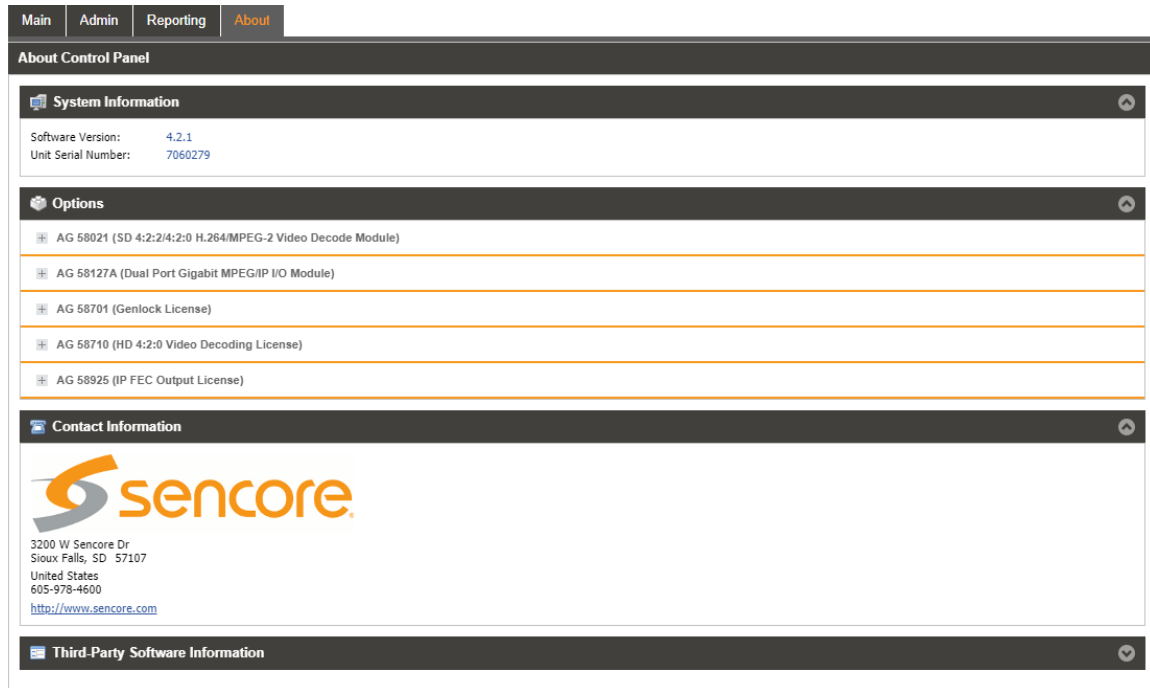 Main Admin Reporting About
About Control Panel
System Information
Software Version: 4.2.1
Unit Serial Number: 7060279
Options
AG 58021 (SD 4:2:2/4:2:0 H.264/MPEG-2 Video Decode Module)
AG 58127A (Dual Port Gigabit MPEG/IP I/O Module)
AG 58701 (Genlock License)
AG 58710 (HD 4:2:0 Video Decoding License)
AG 58925 (IP FEC Output License)
Contact Information
sencore®
3200 W Sencore Dr
Sioux Falls, SD 57107
United States
605-978-4600
http://www.sencore.com
Third-Party Software Information